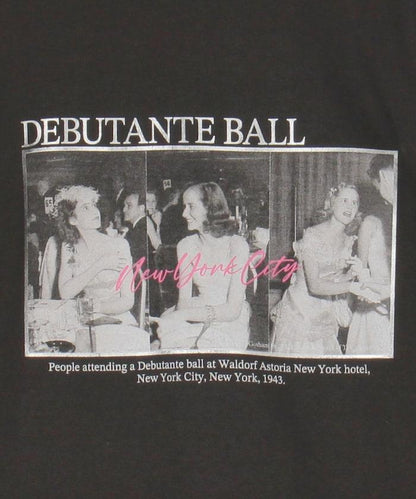 DEBUTANTE BALL
New York City
People attending a Debutante ball at Waldorf Astoria New York hotel,
New York City, New York, 1943.